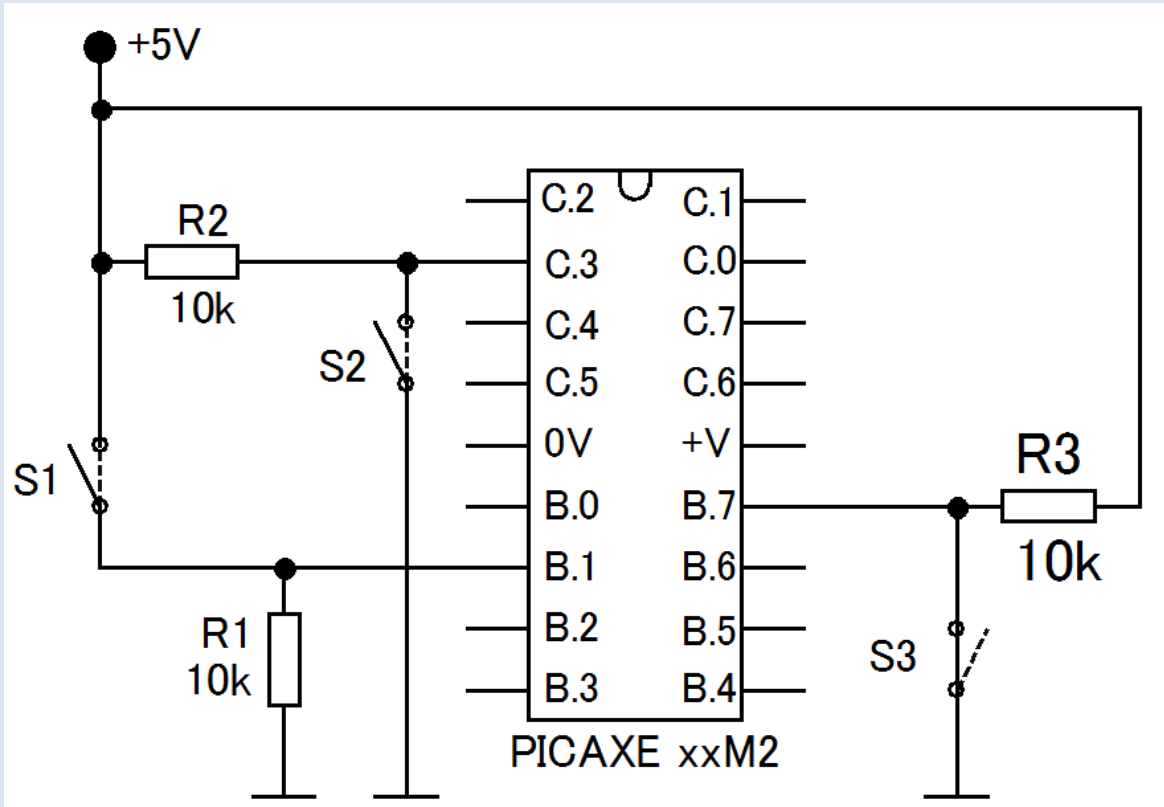 +5V
R2
10k
S2
S1
R1
10k
C.2 C.1
C.3 C.0
C.4 C.7
C.5 C.6
0V +V
B.0 B.7
B.1 B.6
B.2 B.5
B.3 B.4
PICAXE xxM2
R3
10k
S3